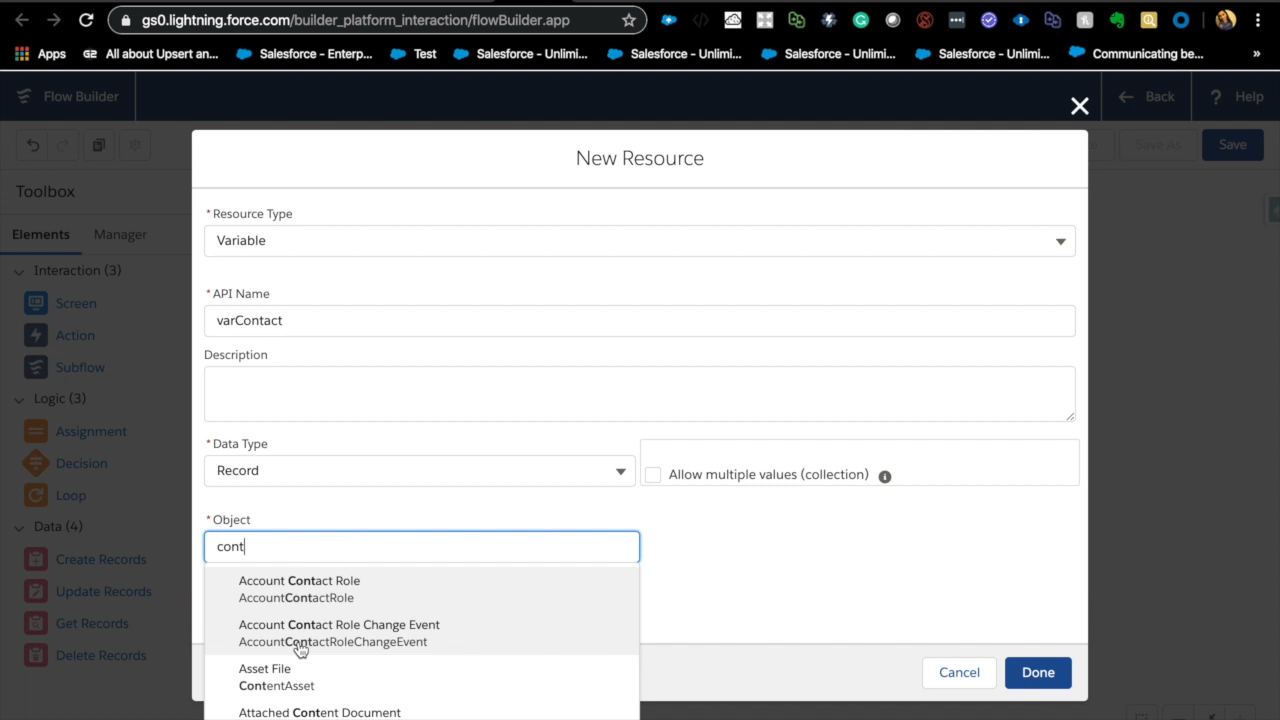 gs0.lightning.force.com/builder_platform_interaction/flowBuilder.app
Apps
G2 All about Upsert an...
Salesforce - Enterp...
Test
Salesforce - Unlimi...
Salesforce - Unlimi...
Salesforce - Unlimi...
Salesforce - Unlimi...
Communicating be...
»
Flow Builder
Back
? Help
Save As
Save
Toolbox
Elements
Manager
Interaction (3)
Screen
Action
Subflow
Logic (3)
Assignment
Decision
Loop
Data (4)
Create Records
Update Records
Get Records
Delete Records
New Resource
* Resource Type
Variable
* API Name
varContact
Description
* Data Type
Record
Allow multiple values (collection)
* Object
cont
Account Contact Role
AccountContactRole
Account Contact Role Change Event
AccountContactRoleChangeEvent
Asset File
ContentAsset
Attached Content Document
Cancel
Done